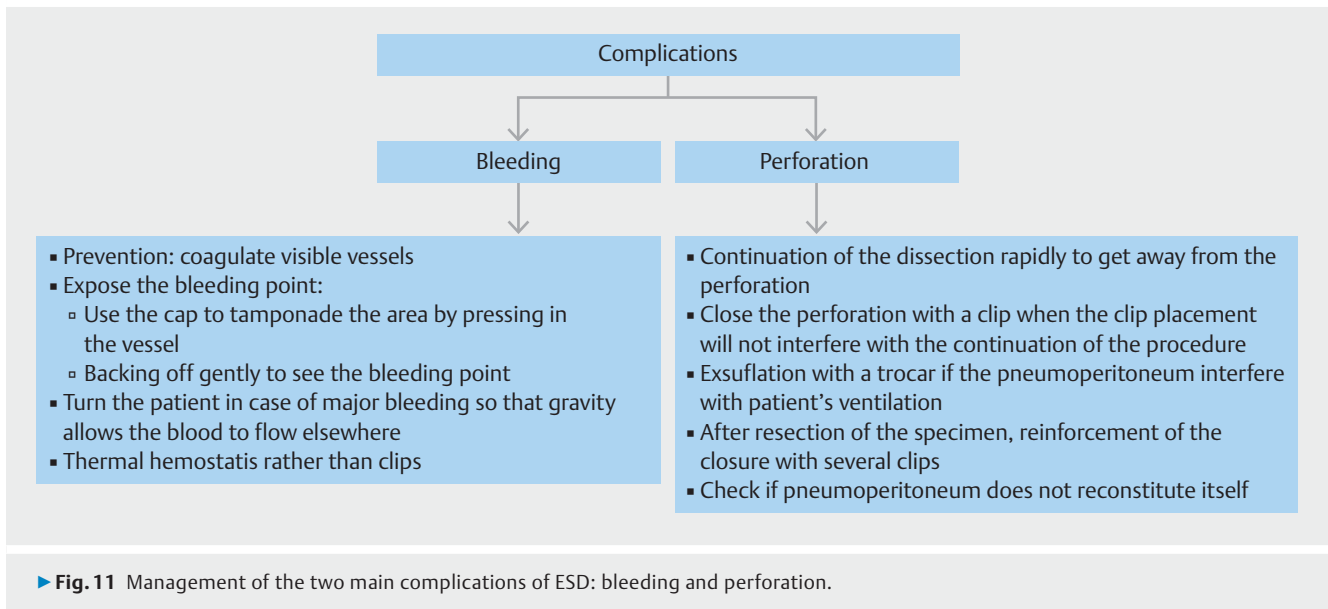 Complications
Bleeding
Perforation
▪ Prevention: coagulate visible vessels
▪ Expose the bleeding point:
▫ Use the cap to tamponade the area by pressing in
the vessel
▫ Backing off gently to see the bleeding point
▪ Turn the patient in case of major bleeding so that gravity
allows the blood to flow elsewhere
▪ Thermal hemostatis rather than clips
▪ Continuation of the dissection rapidly to get away from the
perforation
▪ Close the perforation with a clip when the clip placement
will not interfere with the continuation of the procedure
▪ Exsuflation with a trocar if the pneumoperitoneum interfere
with patient’s ventilation
▪ After resection of the specimen, reinforcement of the
closure with several clips
▪ Check if pneumoperitoneum does not reconstitute itself
▶ Fig. 11 Management of the two main complications of ESD: bleeding and perforation.